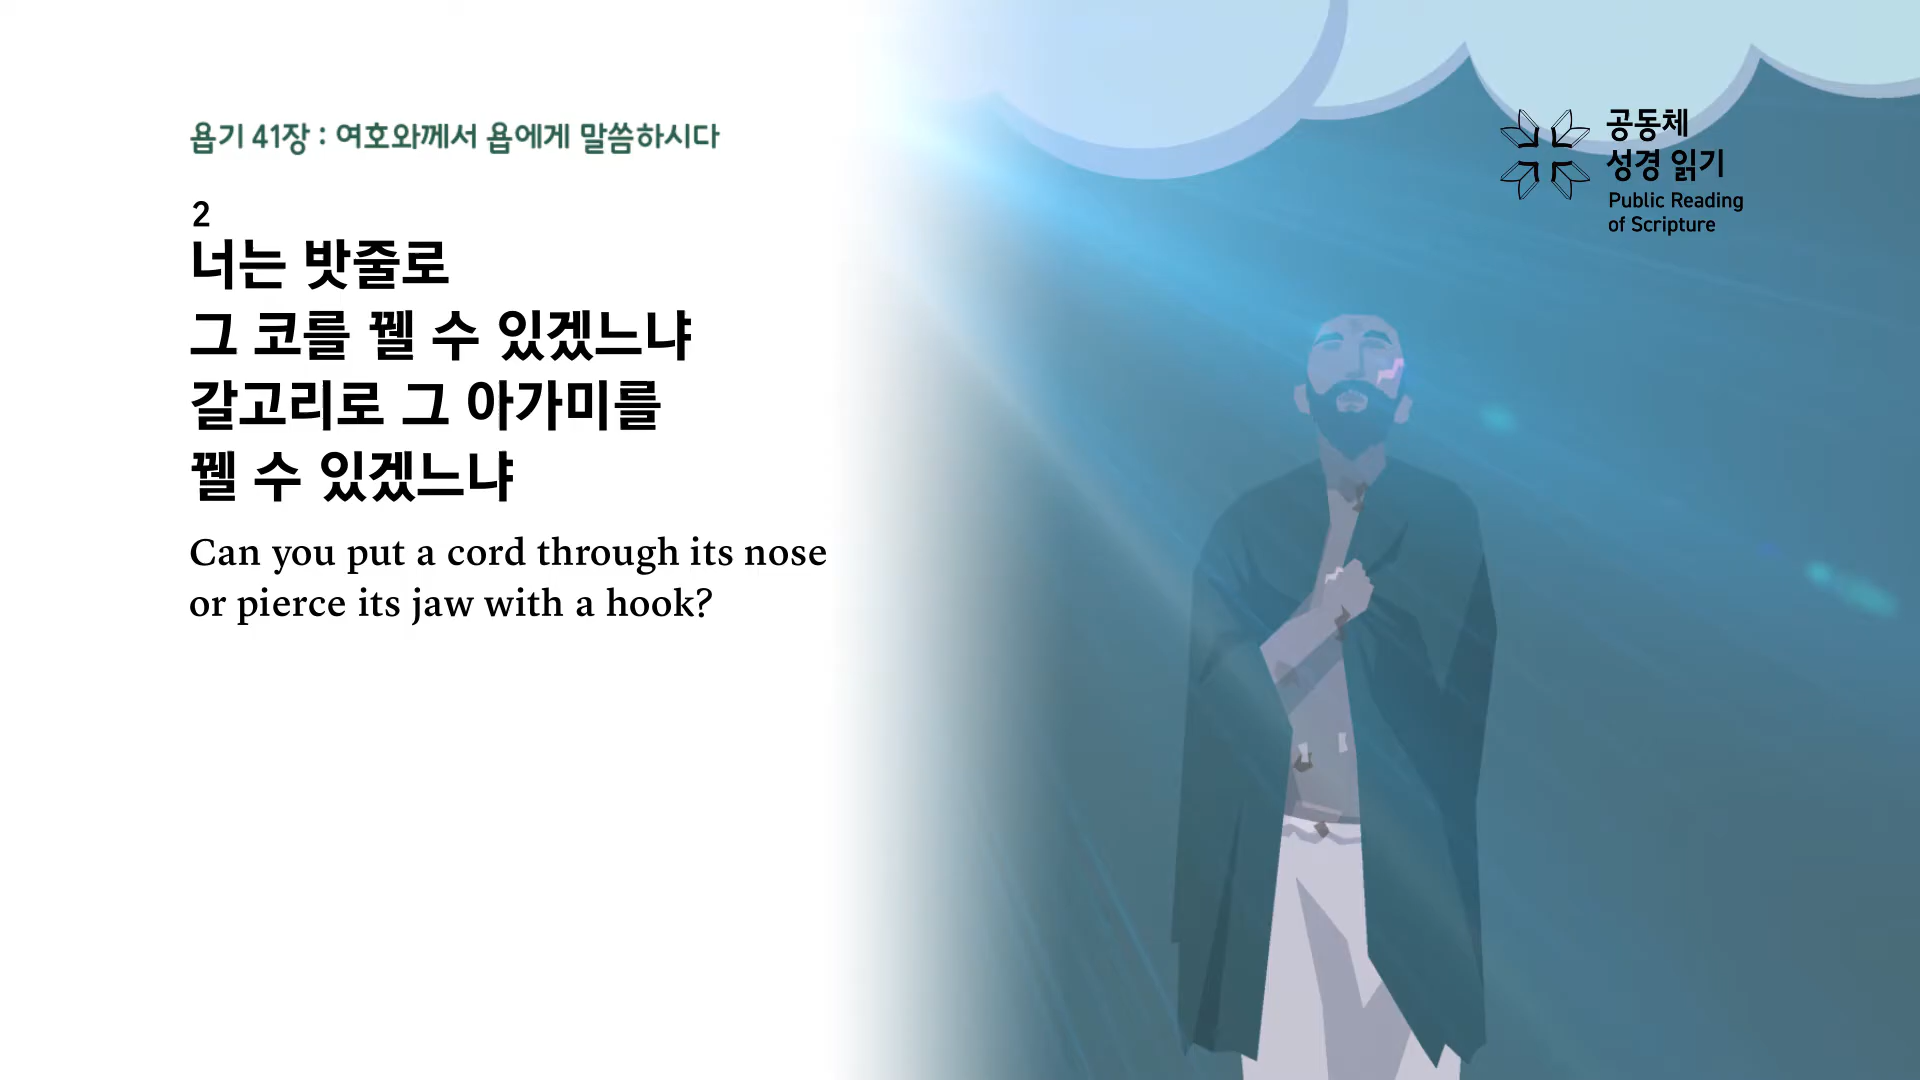 욥기 41장 : 여호와께서 욥에게 말씀하시다
2
너는 밧줄로
그 코를 꿸 수 있겠느냐
갈고리로 그 아가미를
꿸 수 있겠느냐
Can you put a cord through its nose
or pierce its jaw with a hook?
공동체
성경 읽기
Public Reading
of Scripture